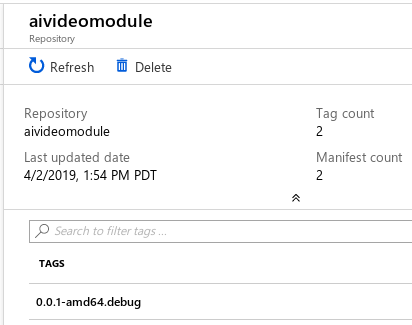 aivideomodule
Repository
Refresh Delete
Repository Tag count
aivideomodule 2
Last updated date Manifest count
4/2/2019, 1:54 PM PDT 2
Search to filter tags ...
TAGS
0.0.1-amd64.debug